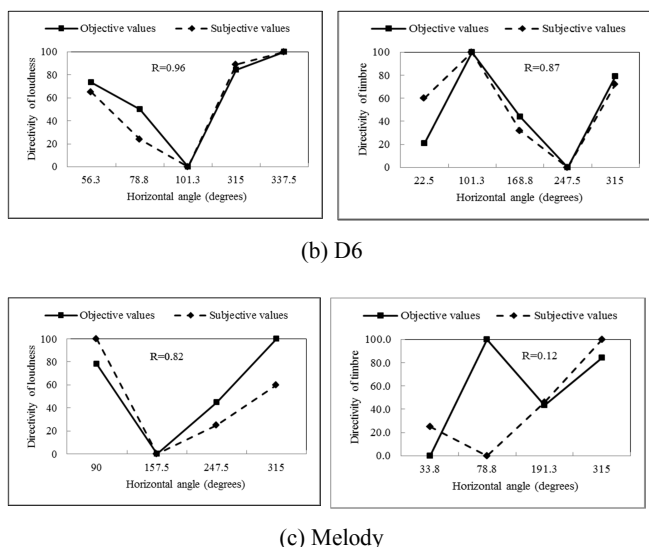 Objective values Subjective values
R=0.96
Directivity of loudness
100
80
60
40
20
0
56.3 78.8 101.3 315 337.5
Horizontal angle (degrees)
Objective values Subjective values
R=0.87
Directivity of timbre
100
80
60
40
20
0
22.5 101.3 168.8 247.5 315
Horizontal angle (degrees)
(b) D6
Objective values Subjective values
R=0.82
Directivity of loudness
100
80
60
40
20
0
90 157.5 247.5 315
Horizontal angle (degrees)
Objective values Subjective values
R=0.12
Directivity of timbre
100.0
80.0
60.0
40.0
20.0
0.0
33.8 78.8 191.3 315
Horizontal angle (degrees)
(c) Melody